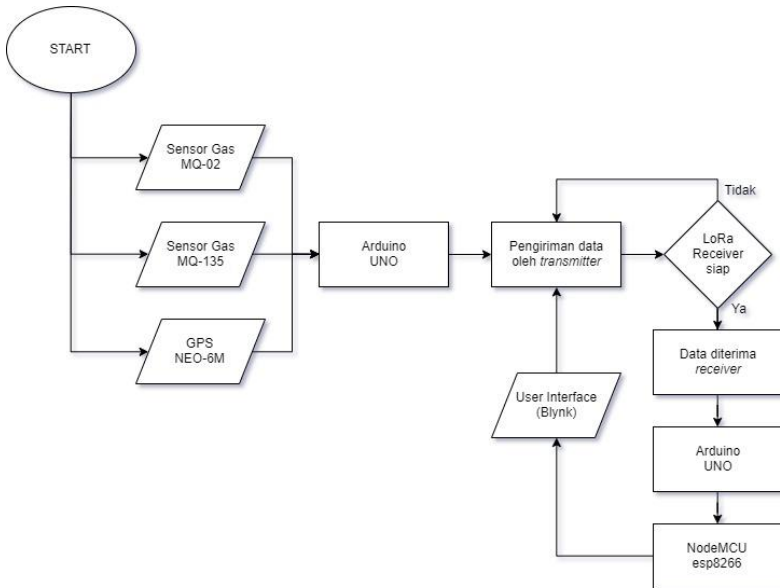 START
Sensor Gas
MQ-02
Sensor Gas
MQ-135
GPS
NEO-6M
Arduino
UNO
Pengiriman data
oleh transmitter
Tidak
LoRa
Receiver
siap
Ya
Data diterima
receiver
Arduino
UNO
NodeMCU
esp8266
User Interface
(Blynk)